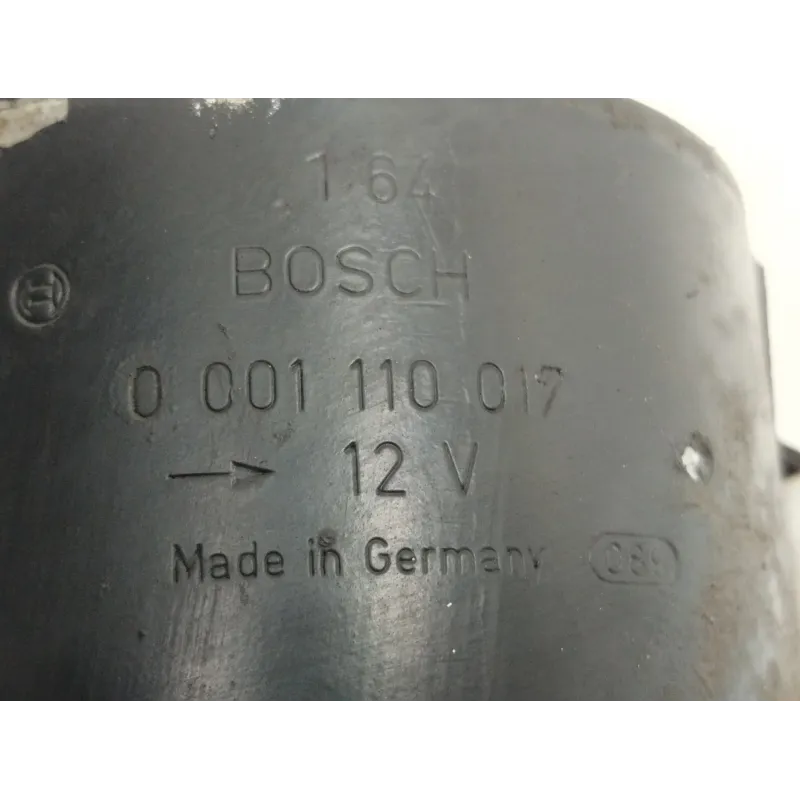 1 64
BOSCH
0 001 110 017
12 V
Made in Germany